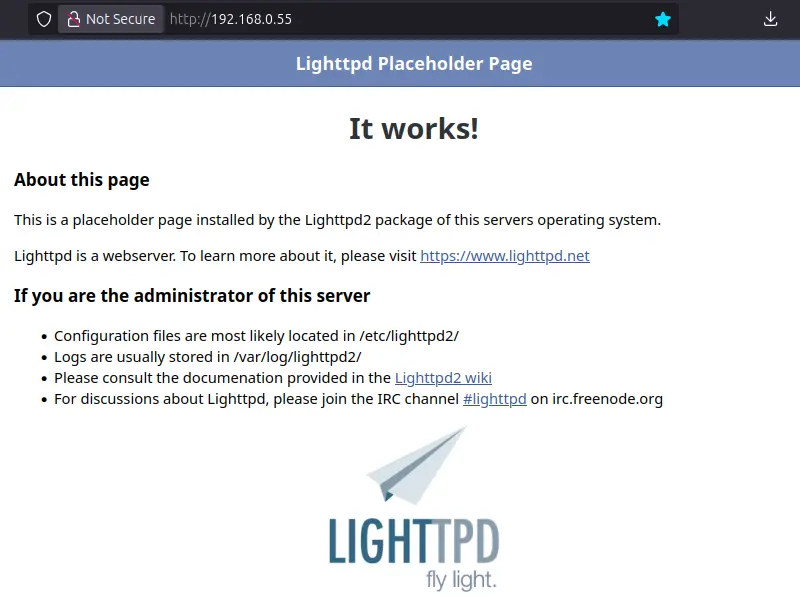 Not Secure http://192.168.0.55
Lighttpd Placeholder Page
It works!
About this page
This is a placeholder page installed by the Lighttpd2 package of this servers operating system.
Lighttpd is a webserver. To learn more about it, please visit https://www.lighttpd.net
If you are the administrator of this server
• Configuration files are most likely located in /etc/lighttpd2/
• Logs are usually stored in /var/log/lighttpd2/
• Please consult the documenation provided in the Lighttpd2 wiki
• For discussions about Lighttpd, please join the IRC channel #lighttpd on irc.freenode.org
LIGHTTPD
fly light.